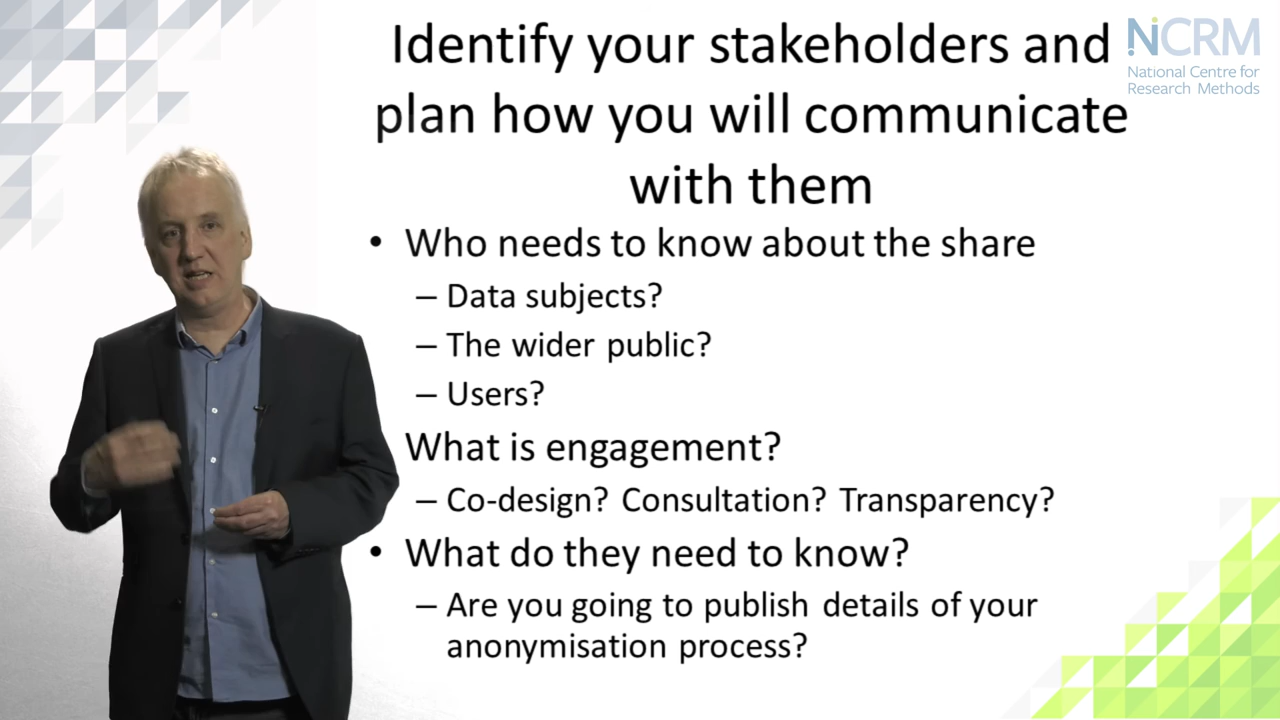 Identify your stakeholders and
plan how you will communicate
with them
NCRM
National Centre for
Research Methods
• Who needs to know about the share
– Data subjects?
– The wider public?
– Users?
What is engagement?
– Co-design? Consultation? Transparency?
• What do they need to know?
– Are you going to publish details of your
anonymisation process?